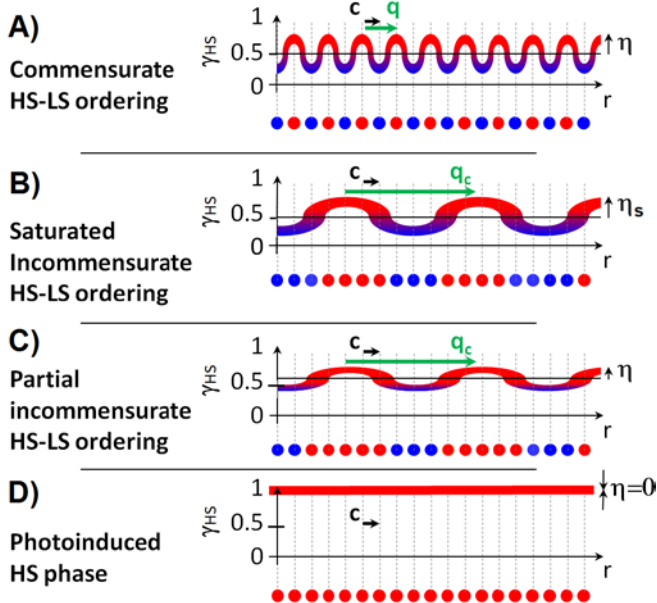 A)
Commensurate
HS-LS ordering
1
0.5
0
γHS
c
q
η
r
B)
Saturated
Incommensurate
HS-LS ordering
1
0.5
0
γHS
c
qc
ηs
r
C)
Partial
incommensurate
HS-LS ordering
1
0.5
0
γHS
c
qc
η
r
D)
Photoinduced
HS phase
1
0.5
0
γHS
c
η=0
r